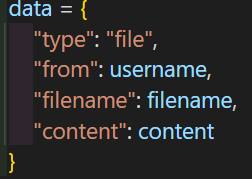 data = {
    "type": "file",
    "from": username,
    "filename": filename,
    "content": content
}